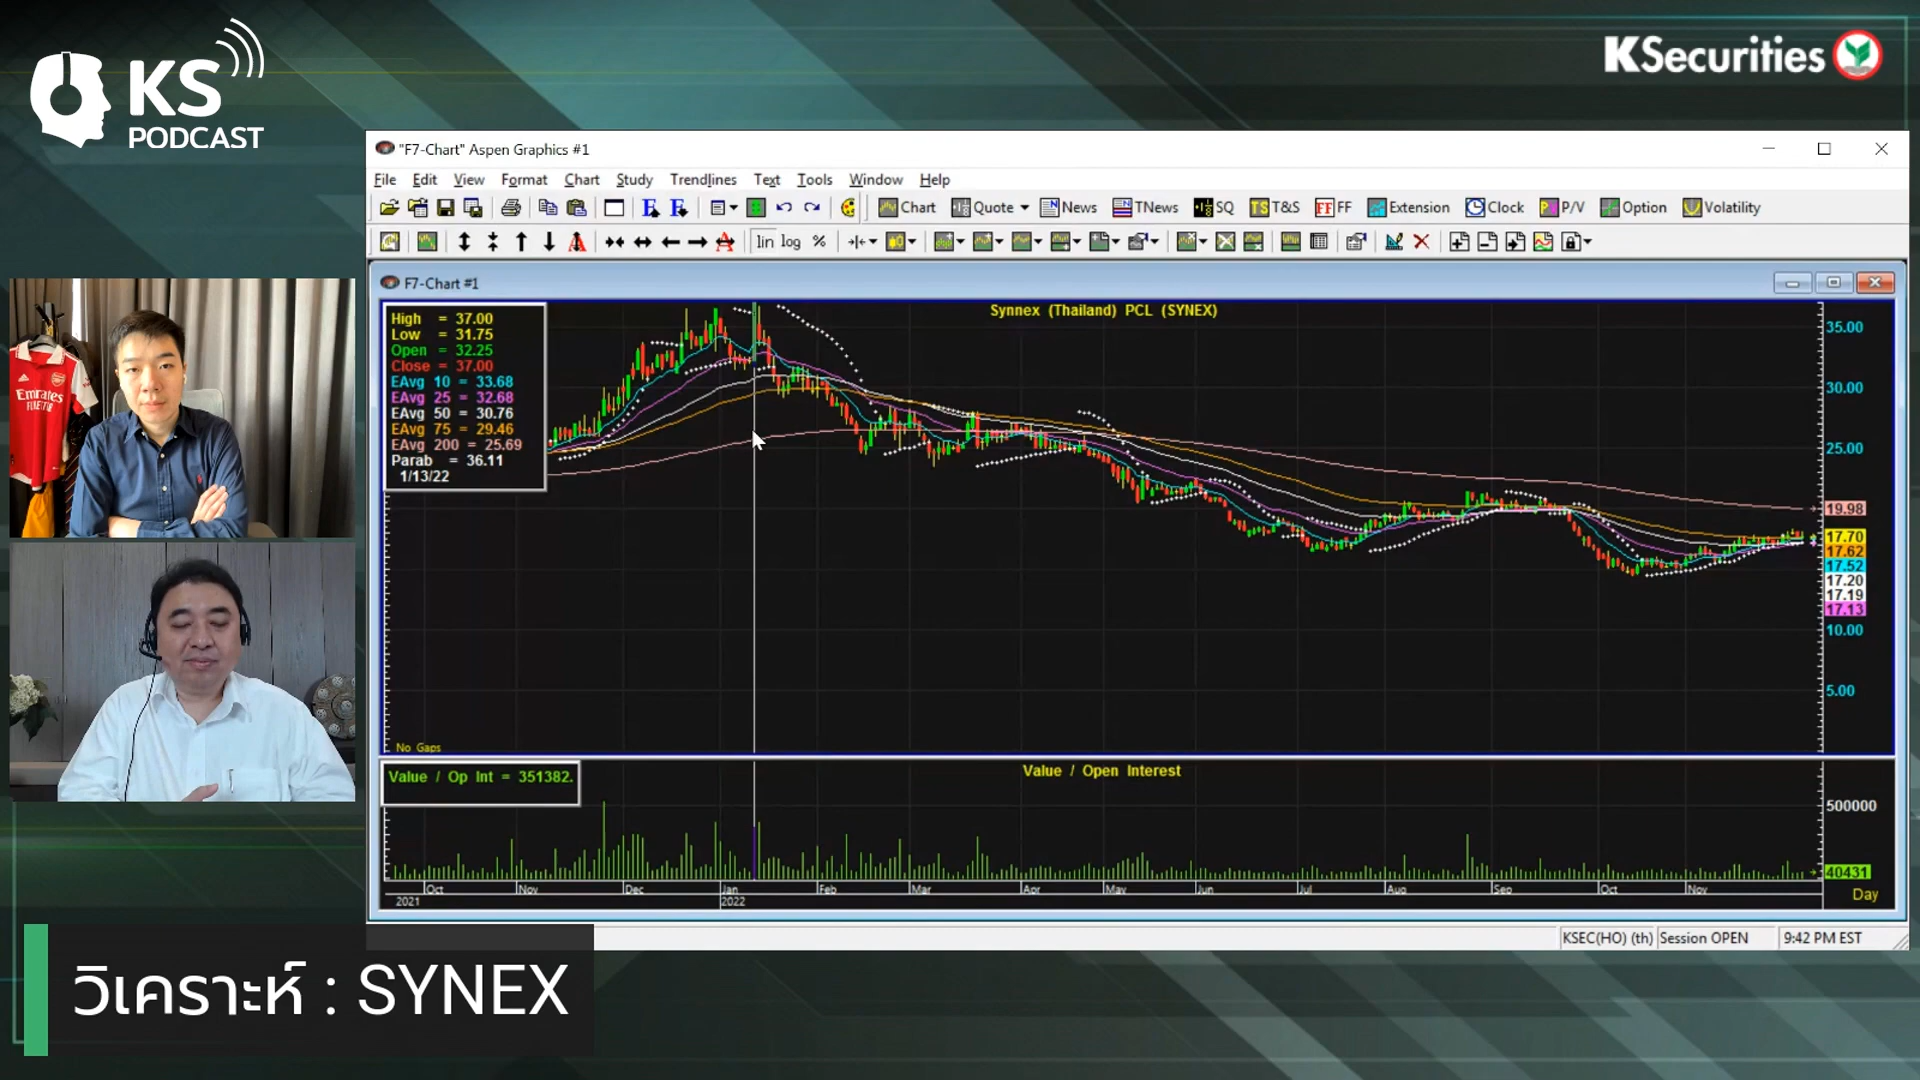 KS
PODCAST
KSecurities
"F7-Chart" Aspen Graphics #1
File Edit View Format Chart Study Trendlines Text Tools Window Help
Chart Quote News TNews SQ T&S FF Extension Clock P/V Option Volatility
lin log %
F7-Chart #1
Synnex (Thailand) PCL (SYNEX)
High = 37.00
Low = 31.75
Open = 32.25
Close = 37.00
EAvg 10 = 33.68
EAvg 25 = 32.68
EAvg 50 = 30.76
EAvg 75 = 29.46
EAvg 200 = 25.69
Parab = 36.11
1/13/22
35.00
30.00
25.00
19.98
17.70
17.62
17.52
17.20
17.19
17.13
10.00
5.00
No Gaps
Emirates
Value / Op Int = 351382.
Value / Open Interest
500000
40431
Oct Nov Dec Jan Feb Mar Apr May Jun Jul Aug Sep Oct Nov
2021 2022
Day
KSEC(HO) (th) Session OPEN 9:42 PM EST
วิเคราะห์ : SYNEX